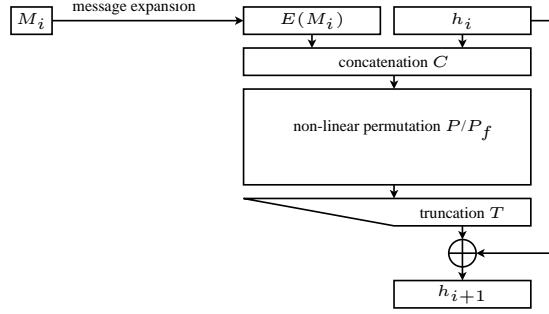 message expansion
M_i E(M_i) h_i
concatenation C
non-linear permutation P/P_f
truncation T
h_{i+1}